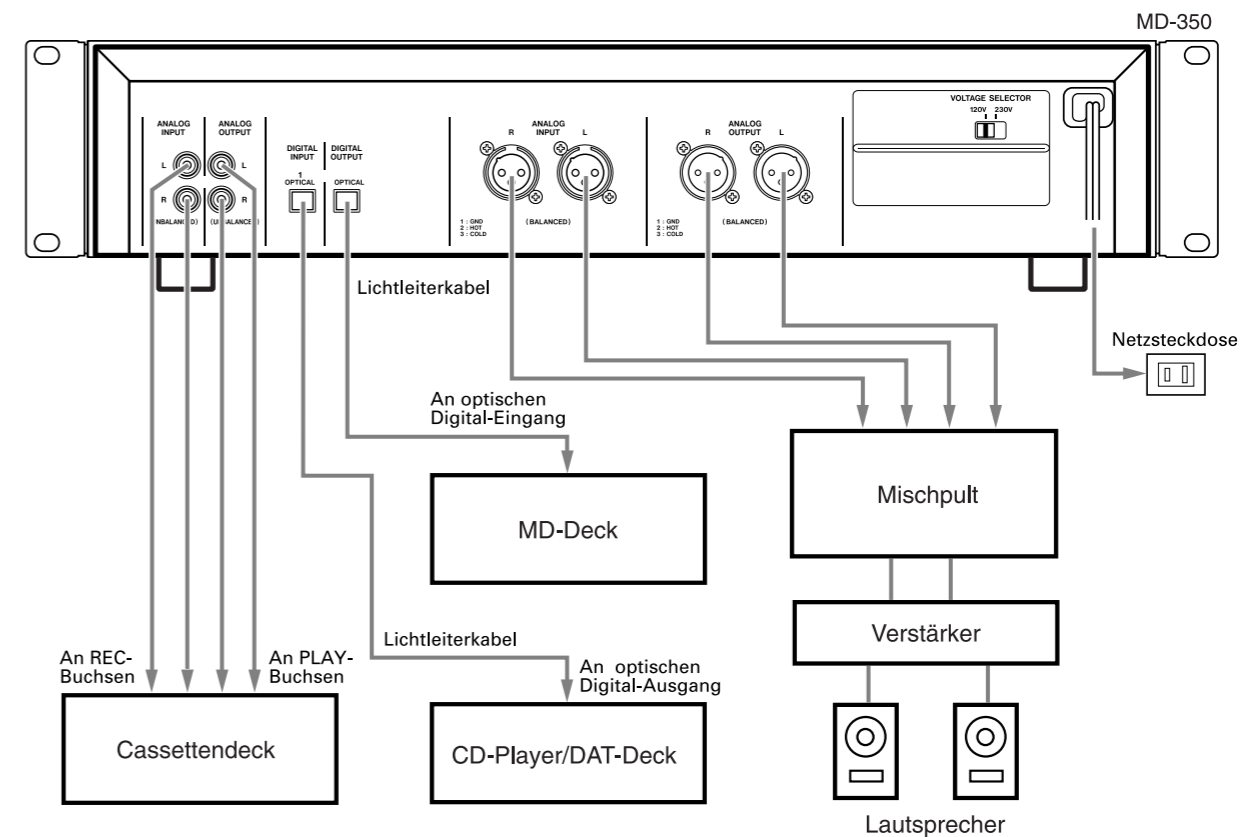 MD-350
VOLTAGE SELECTOR
120V 230V
ANALOG
INPUT
ANALOG
OUTPUT
L
L
R
R
(UNBALANCED)
DIGITAL
INPUT
DIGITAL
OUTPUT
1
OPTICAL
OPTICAL
R
ANALOG
INPUT
L
1 : GND
2 : HOT
3 : COLD
(BALANCED)
R
ANALOG
OUTPUT
L
1 : GND
2 : HOT
3 : COLD
(BALANCED)
Lichtleiterkabel
Netzsteckdose
An optischen
Digital-Eingang
MD-Deck
Mischpult
Verstärker
An REC-
Buchsen
An PLAY-
Buchsen
Lichtleiterkabel
An optischen
Digital-Ausgang
Cassettendeck
CD-Player/DAT-Deck
Lautsprecher